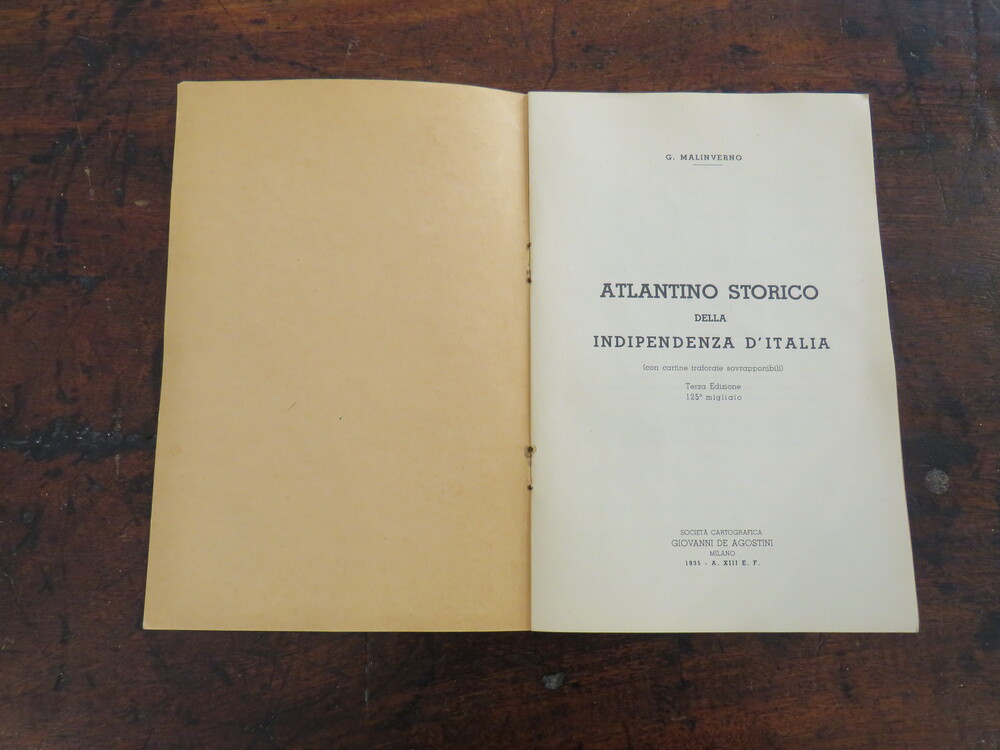 G. MALINVERNO
ATLANTINO STORICO
DELLA
INDIPENDENZA D'ITALIA
(con cartine traforate sovrapponibili)
Terza Edizione
125° migliaio
SOCIETÀ CARTOGRAFICA
GIOVANNI DE AGOSTINI
MILANO
1935 - A. XIII E. F.